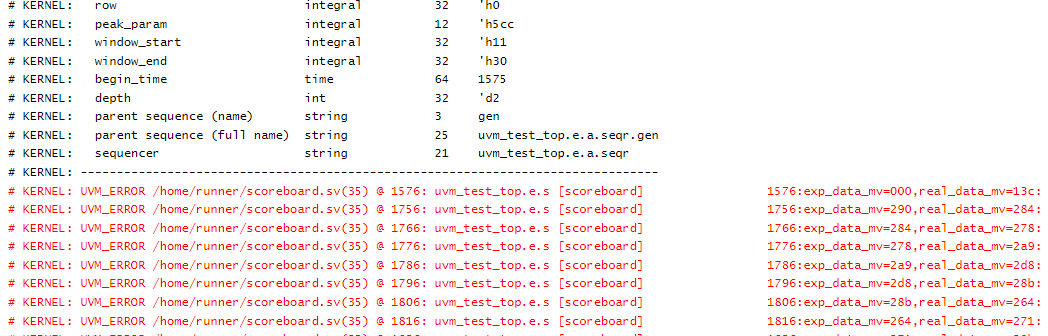 # KERNEL: row integral 32 'h0
# KERNEL: peak_param integral 12 'h5cc
# KERNEL: window_start integral 32 'h11
# KERNEL: window_end integral 32 'h30
# KERNEL: begin_time time 64 1575
# KERNEL: depth int 32 'd2
# KERNEL: parent sequence (name) string 3 gen
# KERNEL: parent sequence (full name) string 25 uvm_test_top.e.a.seqr.gen
# KERNEL: sequencer string 21 uvm_test_top.e.a.seqr
# KERNEL: --------------------------------------------------------------------------------
# KERNEL: UVM_ERROR /home/runner/scoreboard.sv(35) @ 1576: uvm_test_top.e.s [scoreboard] 1576:exp_data_mv=000,real_data_mv=13c:
# KERNEL: UVM_ERROR /home/runner/scoreboard.sv(35) @ 1756: uvm_test_top.e.s [scoreboard] 1756:exp_data_mv=290,real_data_mv=284:
# KERNEL: UVM_ERROR /home/runner/scoreboard.sv(35) @ 1766: uvm_test_top.e.s [scoreboard] 1766:exp_data_mv=284,real_data_mv=278:
# KERNEL: UVM_ERROR /home/runner/scoreboard.sv(35) @ 1776: uvm_test_top.e.s [scoreboard] 1776:exp_data_mv=278,real_data_mv=2a9:
# KERNEL: UVM_ERROR /home/runner/scoreboard.sv(35) @ 1786: uvm_test_top.e.s [scoreboard] 1786:exp_data_mv=2a9,real_data_mv=2d8:
# KERNEL: UVM_ERROR /home/runner/scoreboard.sv(35) @ 1796: uvm_test_top.e.s [scoreboard] 1796:exp_data_mv=2d8,real_data_mv=28b:
# KERNEL: UVM_ERROR /home/runner/scoreboard.sv(35) @ 1806: uvm_test_top.e.s [scoreboard] 1806:exp_data_mv=28b,real_data_mv=264:
# KERNEL: UVM_ERROR /home/runner/scoreboard.sv(35) @ 1816: uvm_test_top.e.s [scoreboard] 1816:exp_data_mv=264,real_data_mv=271: